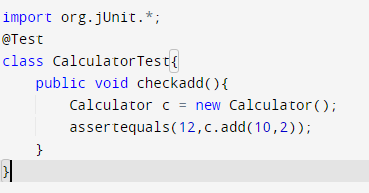 import org.jUnit.*;
@Test
class CalculatorTest{
    public void checkadd(){
        Calculator c = new Calculator();
        assertequals(12,c.add(10,2));
    }
}